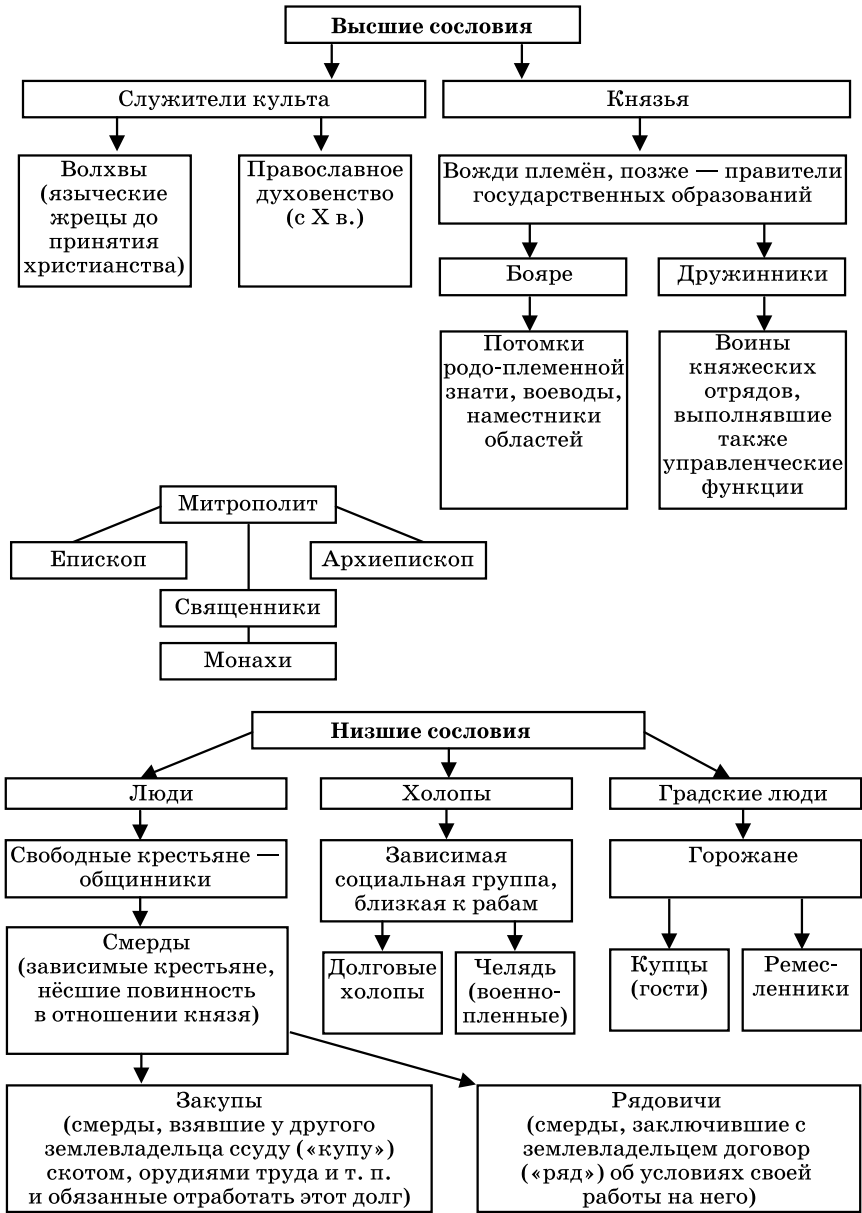 Высшие сословия
Служители культа
Князья
Волхвы
(языческие
жрецы до
принятия
христианства)
Православное
духовенство
(с X в.)
Вожди племён, позже — правители
государственных образований
Бояре
Дружинники
Потомки
родо-племенной
знати, воеводы,
наместники
областей
Воины
княжеских
отрядов,
выполнявшие
также
управленческие
функции
Митрополит
Епископ
Архиепископ
Священники
Монахи
Низшие сословия
Люди
Холопы
Градские люди
Свободные крестьяне —
общинники
Зависимая
социальная группа,
близкая к рабам
Горожане
Смерды
(зависимые крестьяне,
нёсшие повинность
в отношении князя)
Долговые
холопы
Челядь
(военно-
пленные)
Купцы
(гости)
Ремес-
ленники
Закупы
(смерды, взявшие у другого
землевладельца ссуду («купу»)
скотом, орудиями труда и т. п.
и обязанные отработать этот долг)
Рядовичи
(смерды, заключившие с
землевладельцем договор
(«ряд») об условиях своей
работы на него)